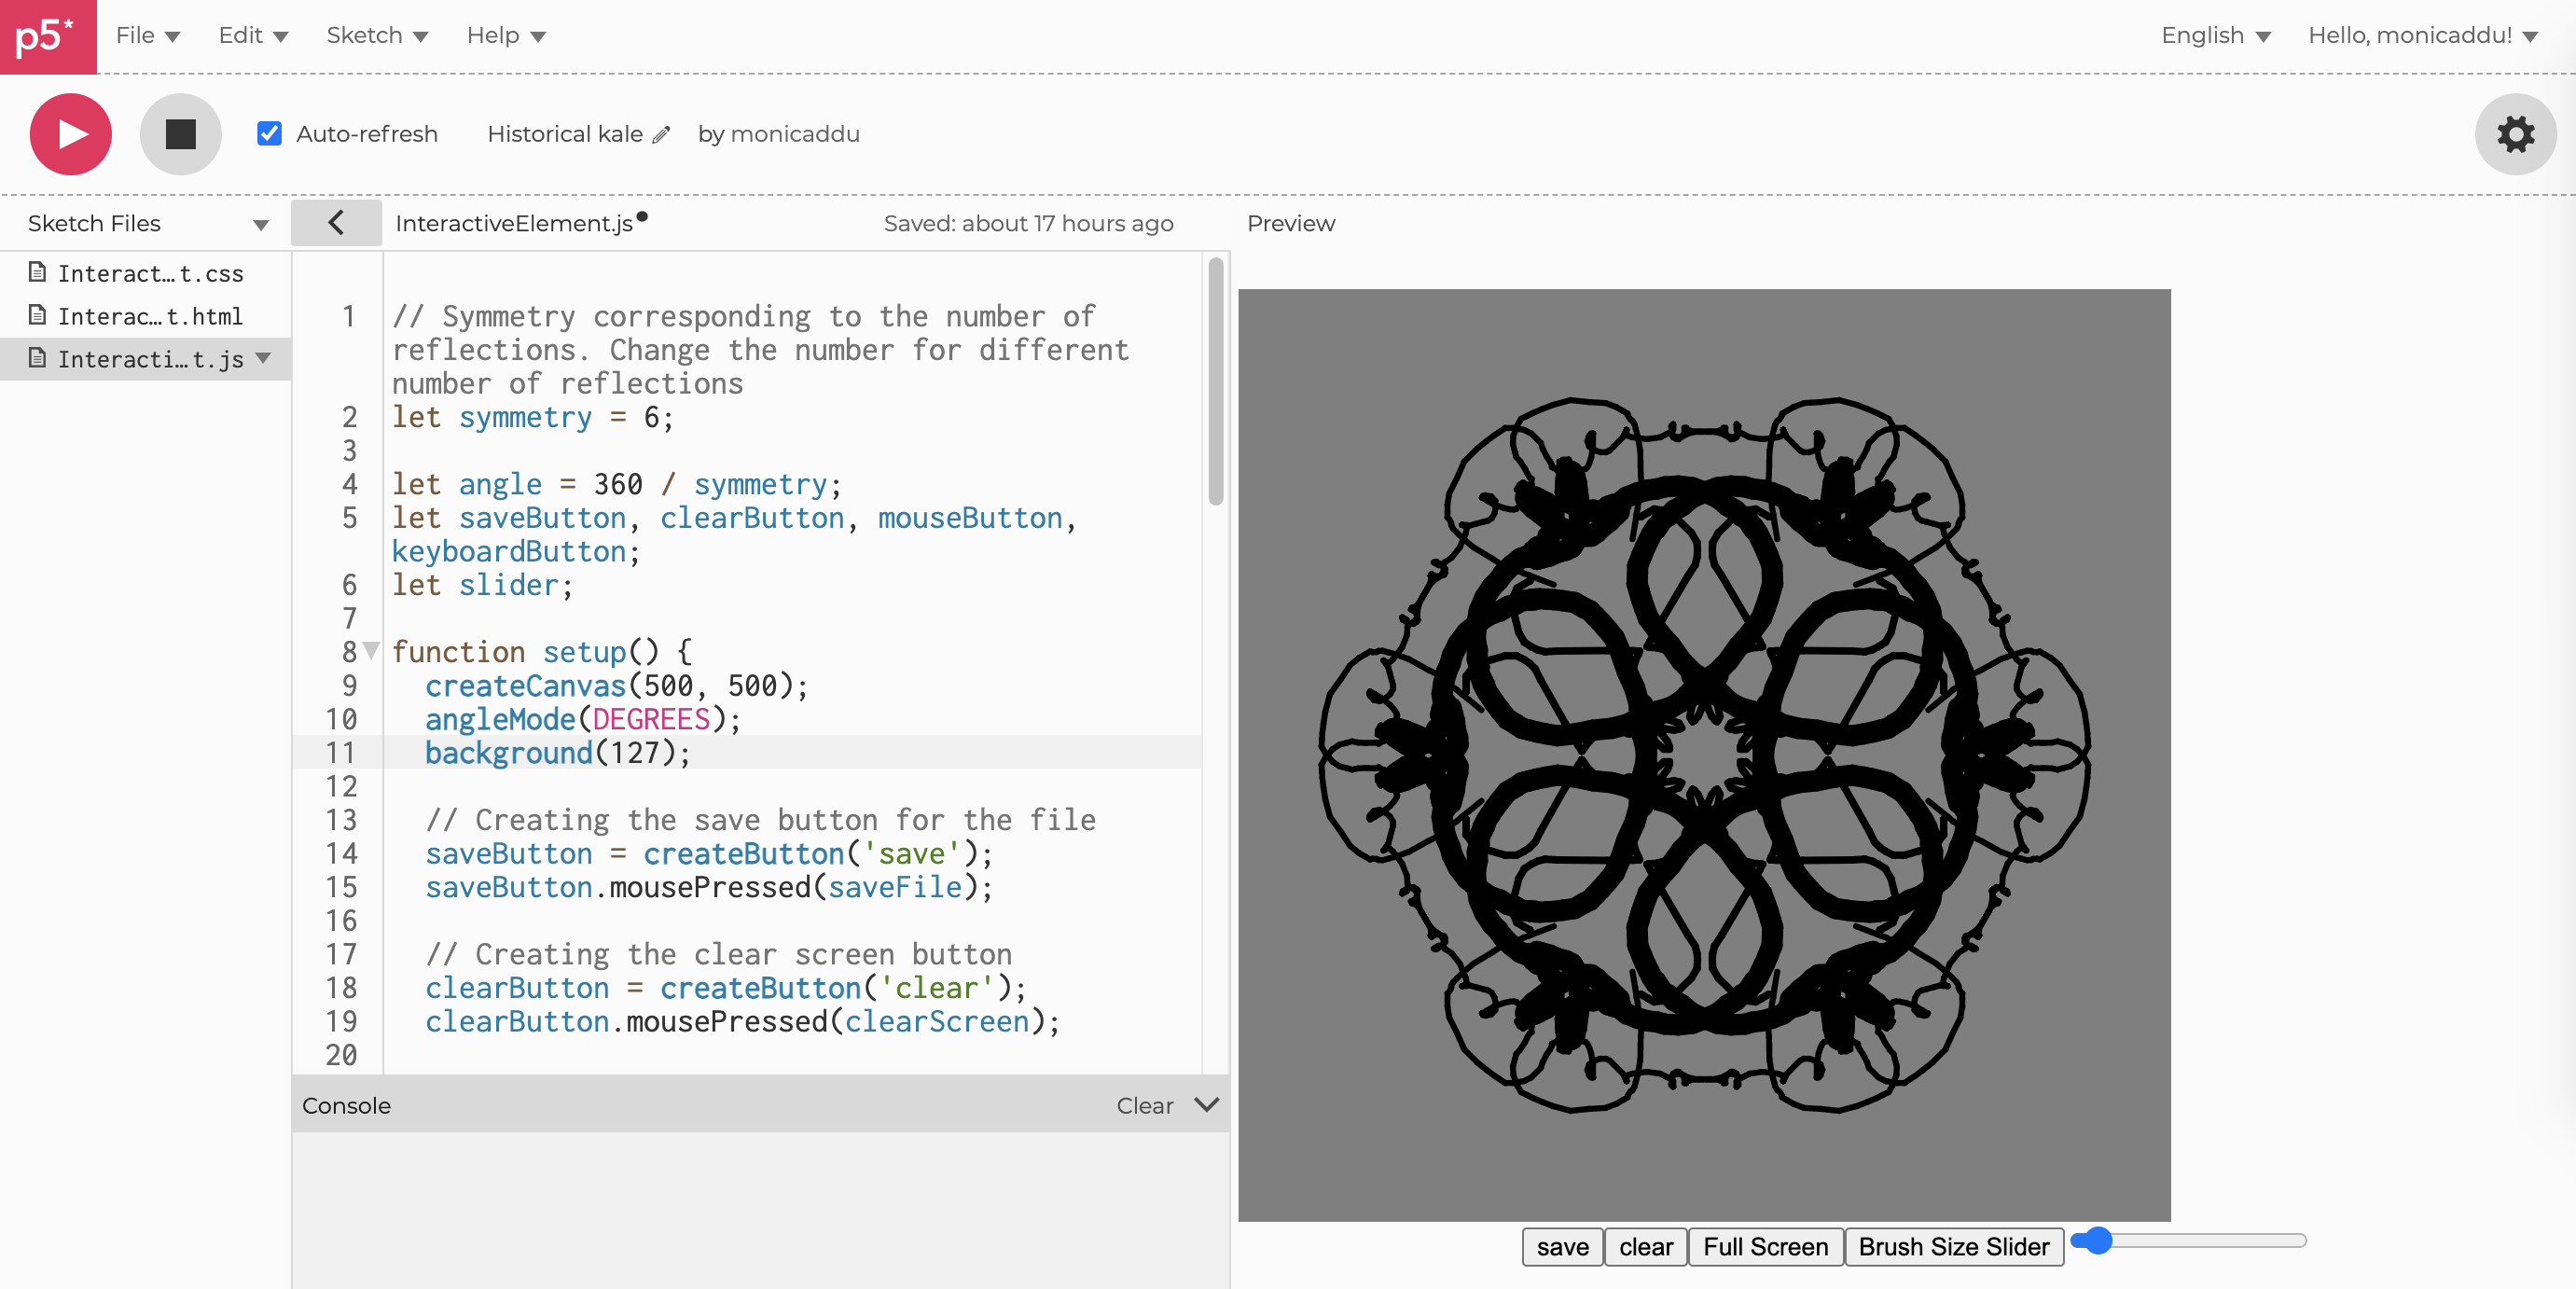 p5*
File Edit Sketch Help English Hello, monicaddu!
Auto-refresh Historical kale by monicaddu
Sketch Files InteractiveElement.js Saved: about 17 hours ago Preview
Interact…t.css
Interac…t.html
Interacti…t.js
1 // Symmetry corresponding to the number of
reflections. Change the number for different
number of reflections
2 let symmetry = 6;
3
4 let angle = 360 / symmetry;
5 let saveButton, clearButton, mouseButton,
keyboardButton;
6 let slider;
7
8 function setup() {
9 createCanvas(500, 500);
10 angleMode(DEGREES);
11 background(127);
12
13 // Creating the save button for the file
14 saveButton = createButton('save');
15 saveButton.mousePressed(saveFile);
16
17 // Creating the clear screen button
18 clearButton = createButton('clear');
19 clearButton.mousePressed(clearScreen);
20
Console Clear
save clear Full Screen Brush Size Slider